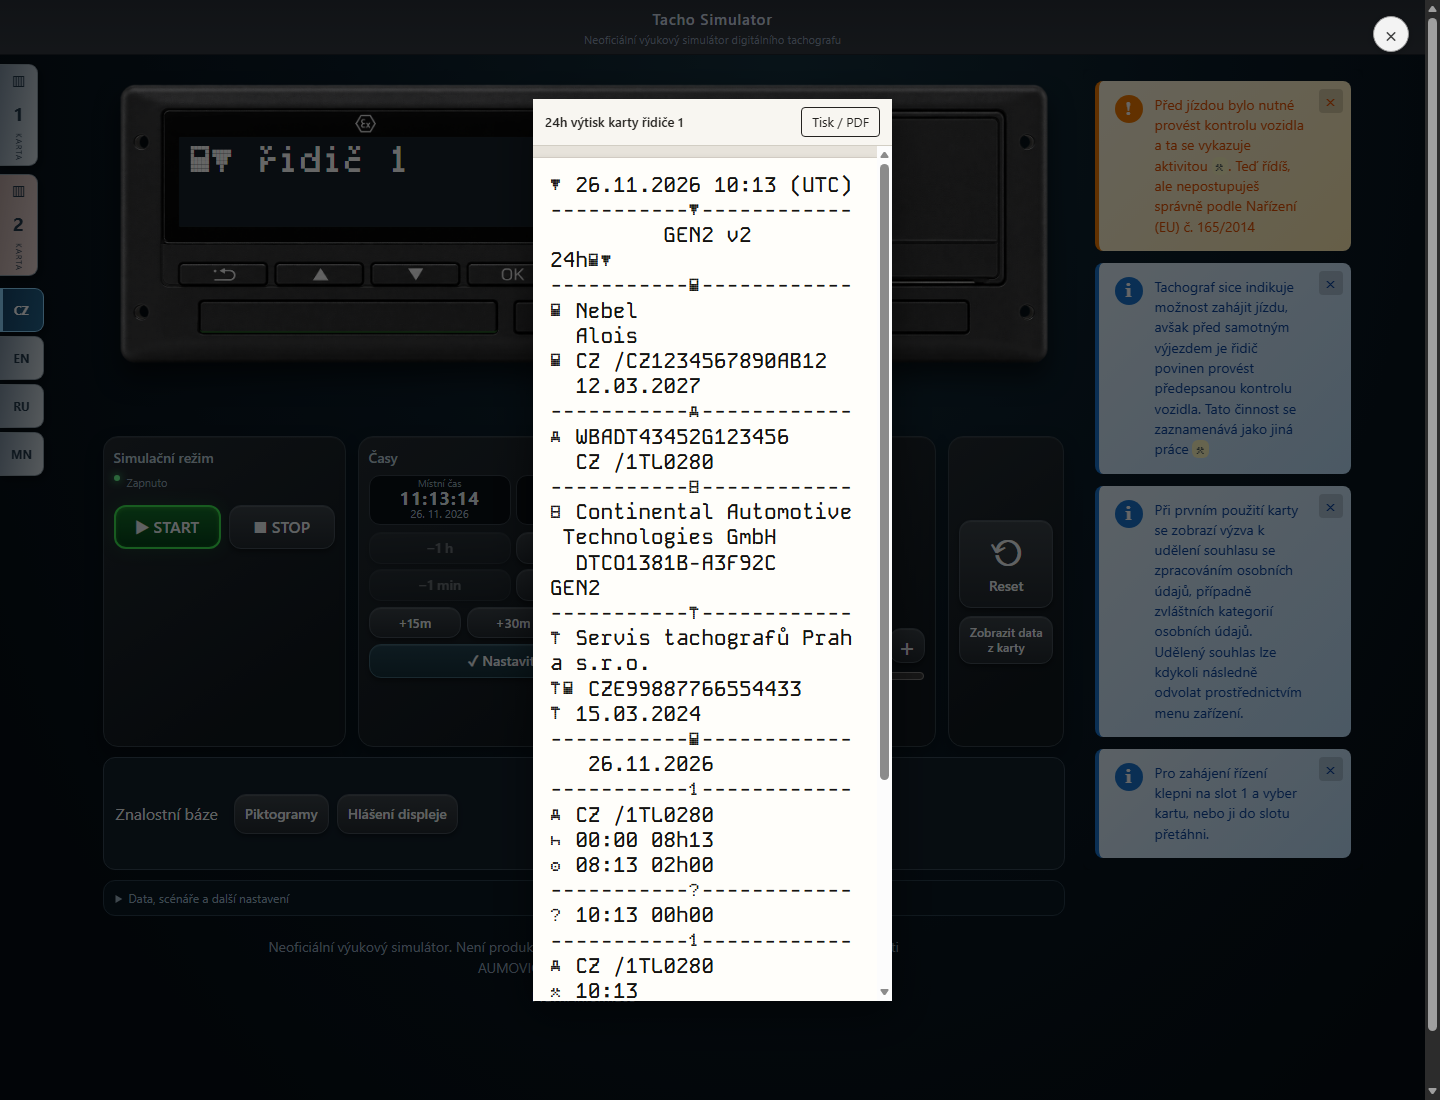 Tacho Simulator
Neoficiální výukový simulátor digitálního tachografu
1
KARTA
2
KARTA
CZ
EN
RU
MN
Ex
řidič 1
OK
Simulační režim
Zapnuto
START
STOP
Časy
Místní čas
11:13:14
26. 11. 2026
−1 h
−1 min
+15m
+30m
✓ Nastavit
+
Reset
Zobrazit data
z karty
Znalostní báze
Piktogramy
Hlášení displeje
Data, scénáře a další nastavení
Neoficiální výukový simulátor. Není
24h výtisk karty řidiče 1
Tisk / PDF
26.11.2026 10:13 (UTC)
GEN2 v2
24h
Nebel
Alois
CZ /CZ1234567890AB12
12.03.2027
WBADT43452G123456
CZ /1TL0280
Continental Automotive
Technologies GmbH
DTCO1381B-A3F92C
GEN2
Servis tachografů Prah
a s.r.o.
CZE99887766554433
15.03.2024
26.11.2026
-----------1------------
CZ /1TL0280
00:00 08h13
08:13 02h00
-----------?------------
? 10:13 00h00
-----------1------------
CZ /1TL0280
10:13
Před jízdou bylo nutné
provést kontrolu vozidla
a ta se vykazuje
aktivitou ⚒ . Teď řídíš,
ale nepostupuješ
správně podle Nařízení
(EU) č. 165/2014
Tachograf sice indikuje
možnost zahájit jízdu,
avšak před samotným
výjezdem je řidič
povinen provést
předepsanou kontrolu
vozidla. Tato činnost se
zaznamenává jako jiná
práce ⚒
Při prvním použití karty
se zobrazí výzva k
udělení souhlasu se
zpracováním osobních
údajů, případně
zvláštních kategorií
osobních údajů.
Udělený souhlas lze
kdykoli následně
odvolat prostřednictvím
menu zařízení.
Pro zahájení řízení
klepni na slot 1 a vyber
kartu, nebo ji do slotu
přetáhni.